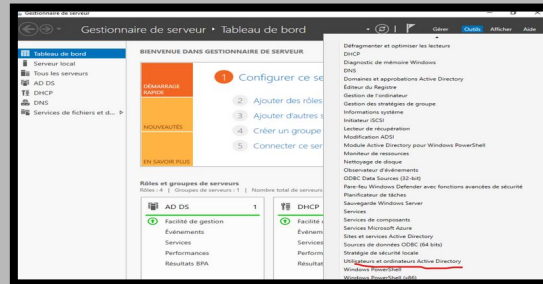 Gestionnaire de serveur
Gestionnaire de serveur • Tableau de bord
Gérer
Outils
Afficher
Aide
Tableau de bord
Serveur local
Tous les serveurs
AD DS
DHCP
DNS
Services de fichiers et d...
BIENVENUE DANS GESTIONNAIRE DE SERVEUR
DÉMARRAGE RAPIDE
NOUVEAUTÉS
EN SAVOIR PLUS
1 Configurer ce se
2 Ajouter des rôles
3 Ajouter d'autres s
4 Créer un groupe
5 Connecter ce ser
Rôles et groupes de serveurs
Rôles : 4 | Groupes de serveurs : 1 | Nombre total de serveurs
AD DS 1
Facilité de gestion
Événements
Services
Performances
Résultats BPA
DHCP
Facilité
Événem
Services
Perform
Résultat
Défragmenter et optimiser les lecteurs
DHCP
Diagnostic de mémoire Windows
DNS
Domaines et approbations Active Directory
Éditeur du Registre
Gestion de l'ordinateur
Gestion des stratégies de groupe
Informations système
Initiateur iSCSI
Lecteur de récupération
Modification ADSI
Module Active Directory pour Windows PowerShell
Moniteur de ressources
Nettoyage de disque
Observateur d'événements
ODBC Data Sources (32-bit)
Pare-feu Windows Defender avec fonctions avancées de sécurité
Planificateur de tâches
Sauvegarde Windows Server
Services
Services de composants
Services Microsoft Azure
Sites et services Active Directory
Sources de données ODBC (64 bits)
Stratégie de sécurité locale
Utilisateurs et ordinateurs Active Directory
Windows PowerShell
Windows PowerShell (x86)